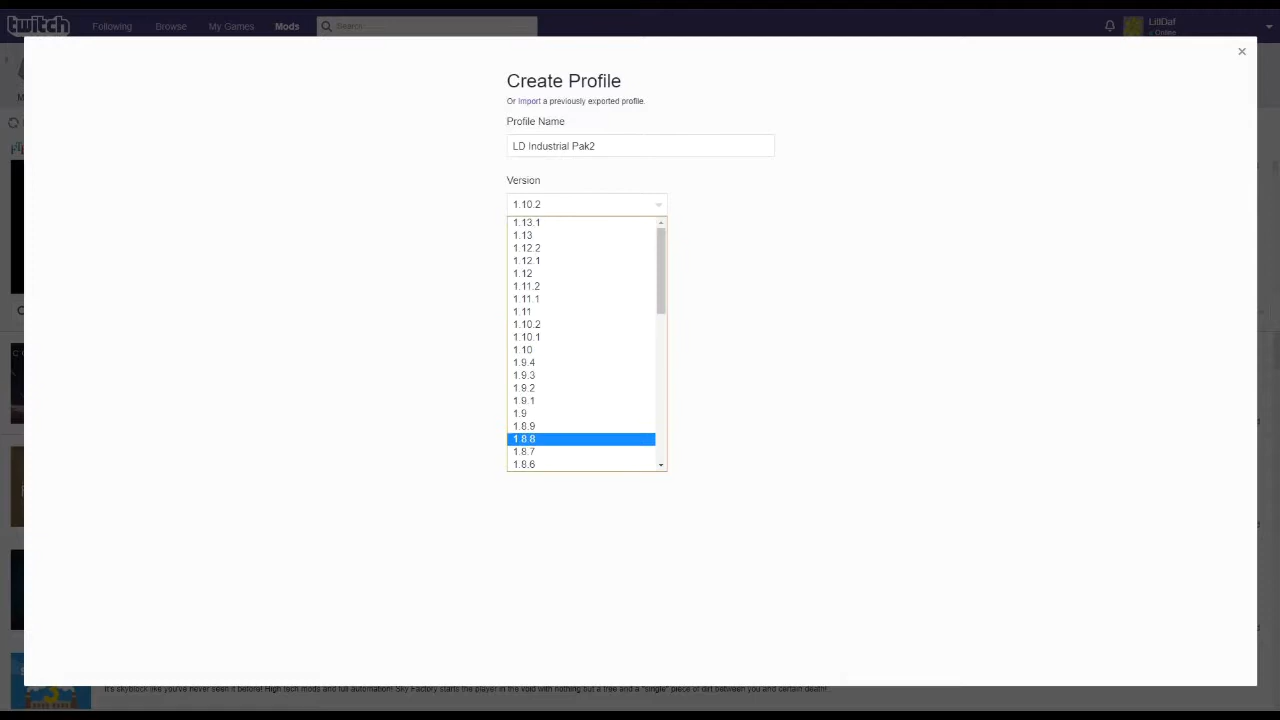 twitch Following Browse My Games Mods Search LitlDaf
Online
Create Profile
Or Import a previously exported profile.
Profile Name
LD Industrial Pak2
Version
1.10.2
1.13.1
1.13
1.12.2
1.12.1
1.12
1.11.2
1.11.1
1.11
1.10.2
1.10.1
1.10
1.9.4
1.9.3
1.9.2
1.9.1
1.9
1.8.9
1.8.8
1.8.7
1.8.6
It's skyblock like you've never seen it before! High tech mods and full automation! Sky Factory starts the player in the void with nothing but a tree and a "single" piece of dirt between you and certain death!..